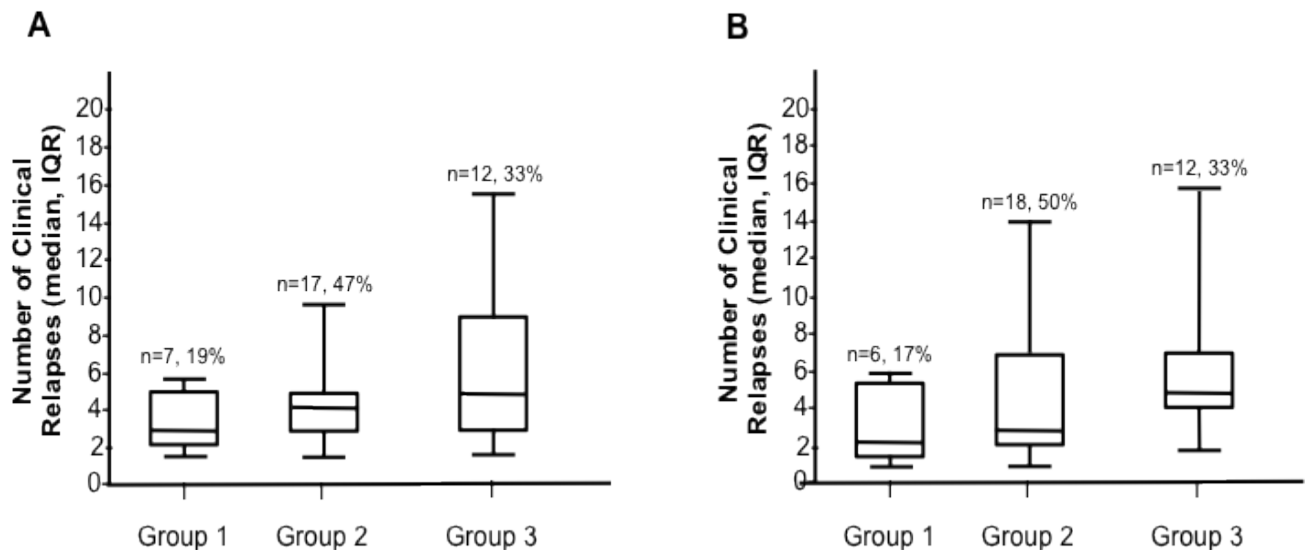 A
Number of Clinical
Relapses (median, IQR)
20
18
16
14
12
10
8
6
4
2
0
n=7, 19%
n=17, 47%
n=12, 33%
Group 1
Group 2
Group 3
B
Number of Clinical
Relapses (median, IQR)
20
18
16
14
12
10
8
6
4
2
0
n=6, 17%
n=18, 50%
n=12, 33%
Group 1
Group 2
Group 3